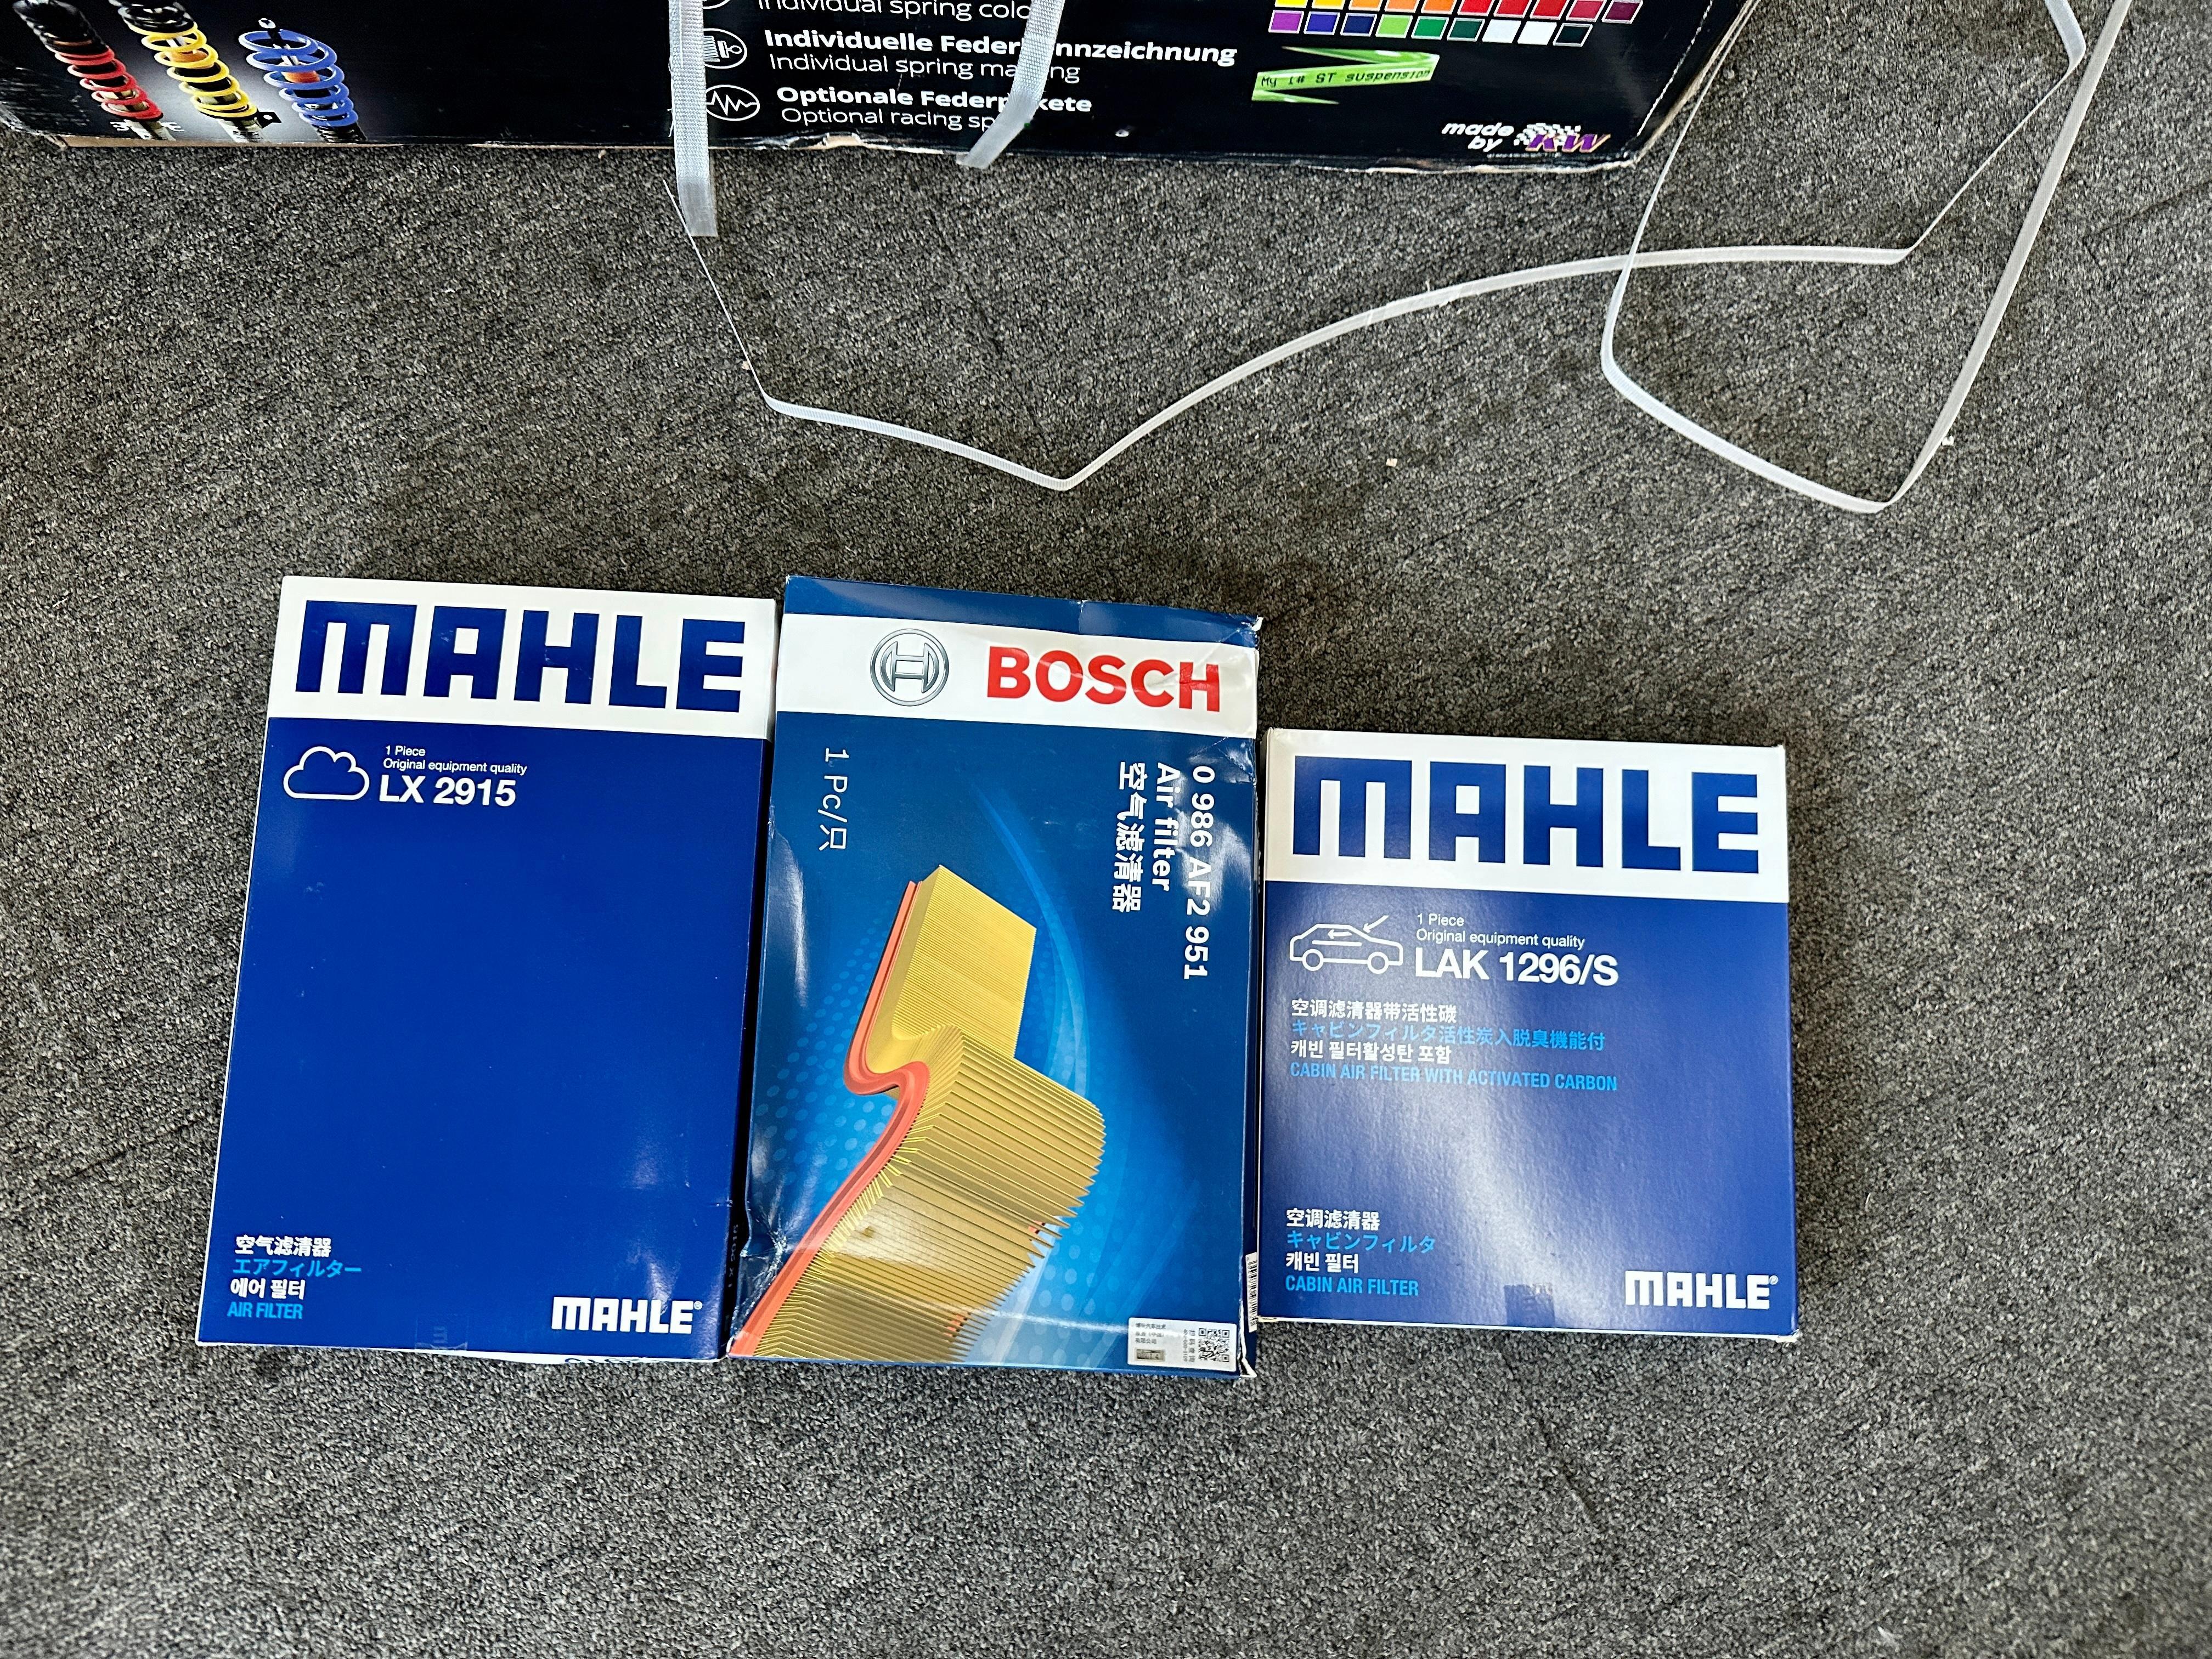 Individual spring
Individuelle
Individual spring
Optionale
Optional racing
My 1# ST suspension
made
by
KW
MAHLE
1 Piece
Original equipment quality
LX 2915
空气滤清器
エアフィルター
에어 필터
AIR FILTER
MAHLE
BOSCH
0 986 AF2 951
Air filter
空气滤清器
1 Pc/只
MAHLE
1 Piece
Original equipment quality
LAK 1296/S
空调滤清器带活性碳
キャビンフィルタ活性炭入脱臭機能付
캐빈 필터활성탄 포함
CABIN AIR FILTER WITH ACTIVATED CARBON
空调滤清器
キャビンフィルタ
캐빈 필터
CABIN AIR FILTER
MAHLE